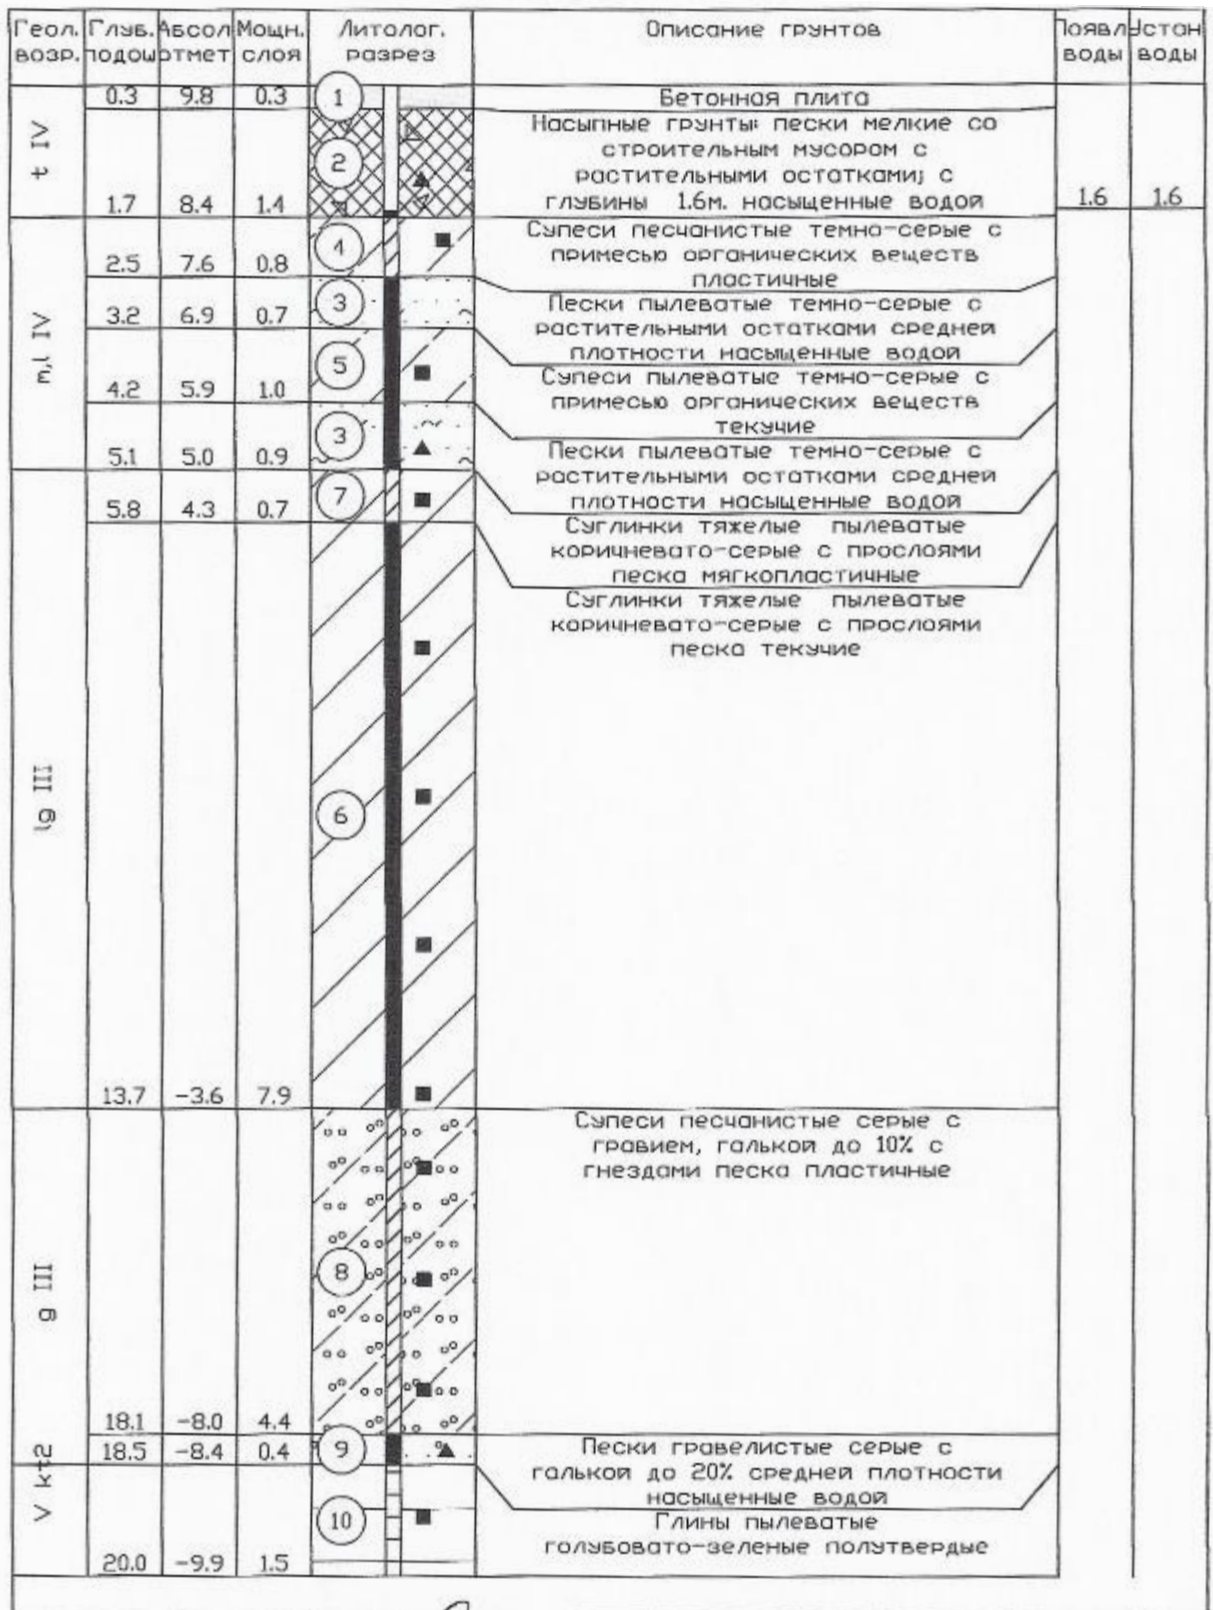 Геол. Глуб. Абсол Мощн. Литолог. Описание грунтов Появл Устан
возр. подош отмет слоя разрез воды воды
0.3 9.8 0.3 1 Бетонная плита
Насыпные грунты: пески мелкие со
строительным мусором с
t IV 2 растительными остатками; с
1.7 8.4 1.4 глубины 1.6м. насыщенные водой 1.6 1.6
Супеси песчанистые темно-серые с
4 примесью органических веществ
2.5 7.6 0.8 пластичные
3 Пески пылеватые темно-серые с
3.2 6.9 0.7 растительными остатками средней
m,l IV плотности насыщенные водой
5 Супеси пылеватые темно-серые с
4.2 5.9 1.0 примесью органических веществ
текучие
3 Пески пылеватые темно-серые с
5.1 5.0 0.9 растительными остатками средней
7 плотности насыщенные водой
5.8 4.3 0.7 Суглинки тяжелые пылеватые
коричневато-серые с прослоями
песка мягкопластичные
Суглинки тяжелые пылеватые
коричневато-серые с прослоями
песка текучие
lg III 6
13.7 -3.6 7.9
Супеси песчанистые серые с
гравием, галькой до 10% с
гнездами песка пластичные
g III 8
18.1 -8.0 4.4
18.5 -8.4 0.4 9 Пески гравелистые серые с
галькой до 20% средней плотности
насыщенные водой
V kt2 10 Глины пылеватые
голубовато-зеленые полутвердые
20.0 -9.9 1.5